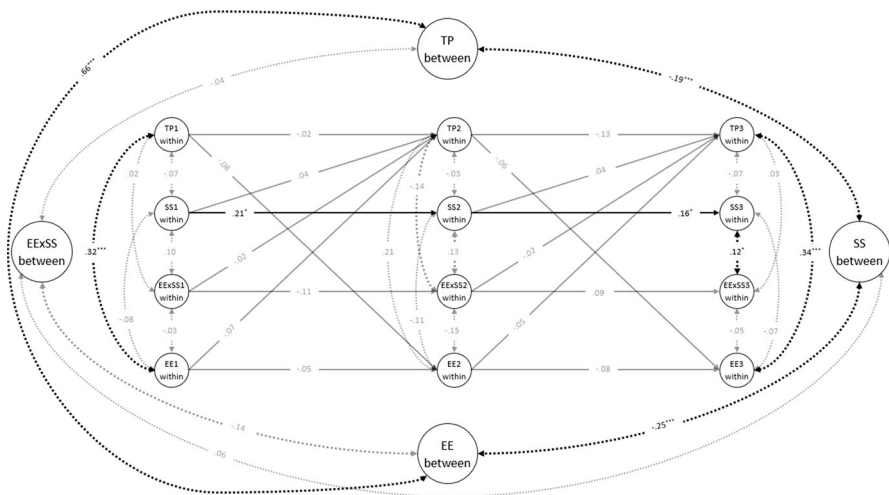 TP
between
.66***
-.04
-.19***
TP1
within
-.02
TP2
within
-.13
TP3
within
.02
-.07
-.08
-.03
-.06
-.07
.03
.04
-.14
.04
SS1
within
.21*
SS2
within
.16*
SS3
within
EExSS
between
.32***
.10
-.02
.21
.13
-.02
.12*
.34***
SS
between
EExSS1
within
-.11
EExSS2
within
.09
EExSS3
within
-.08
-.03
-.07
-.11
-.15
-.05
-.05
-.07
EE1
within
-.05
EE2
within
-.08
EE3
within
-.14
-.25***
.06
EE
between